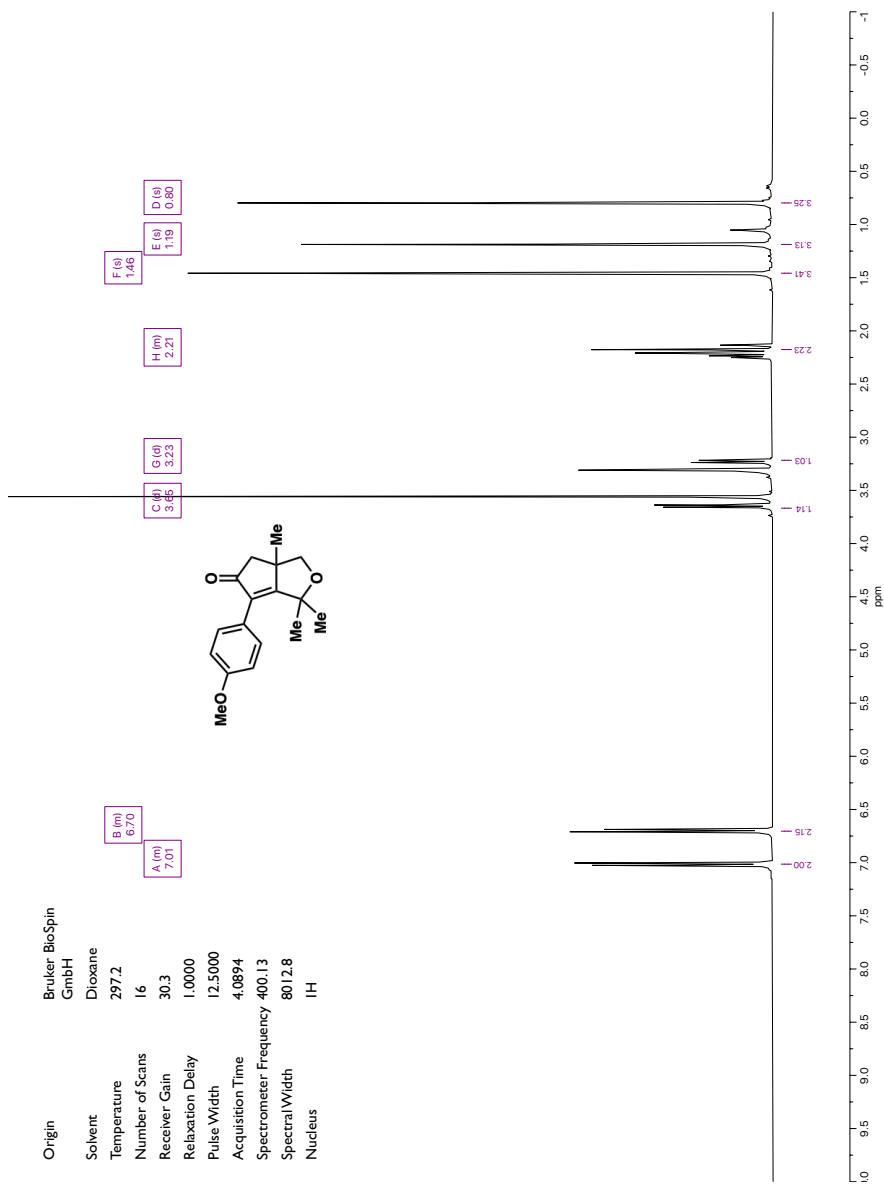 Origin Bruker BioSpin
GmbH
Solvent Dioxane
Temperature 297.2
Number of Scans 16
Receiver Gain 30.3
Relaxation Delay 1.0000
Pulse Width 12.5000
Acquisition Time 4.0894
Spectrometer Frequency 400.13
Spectral Width 8012.8
Nucleus 1H
A (m)
7.01
B (m)
6.70
C (d)
3.65
G (d)
3.23
H (m)
2.21
F (s)
1.46
E (s)
1.19
D (s)
0.80
MeO
O
Me
Me
Me
O
2.00
2.15
1.14
1.03
2.23
3.41
3.13
3.25
9.0 9.5 9.0 8.5 8.0 7.5 7.0 6.5 6.0 5.5 5.0 4.5 4.0 3.5 3.0 2.5 2.0 1.5 1.0 0.5 0.0 -0.5 -1
ppm